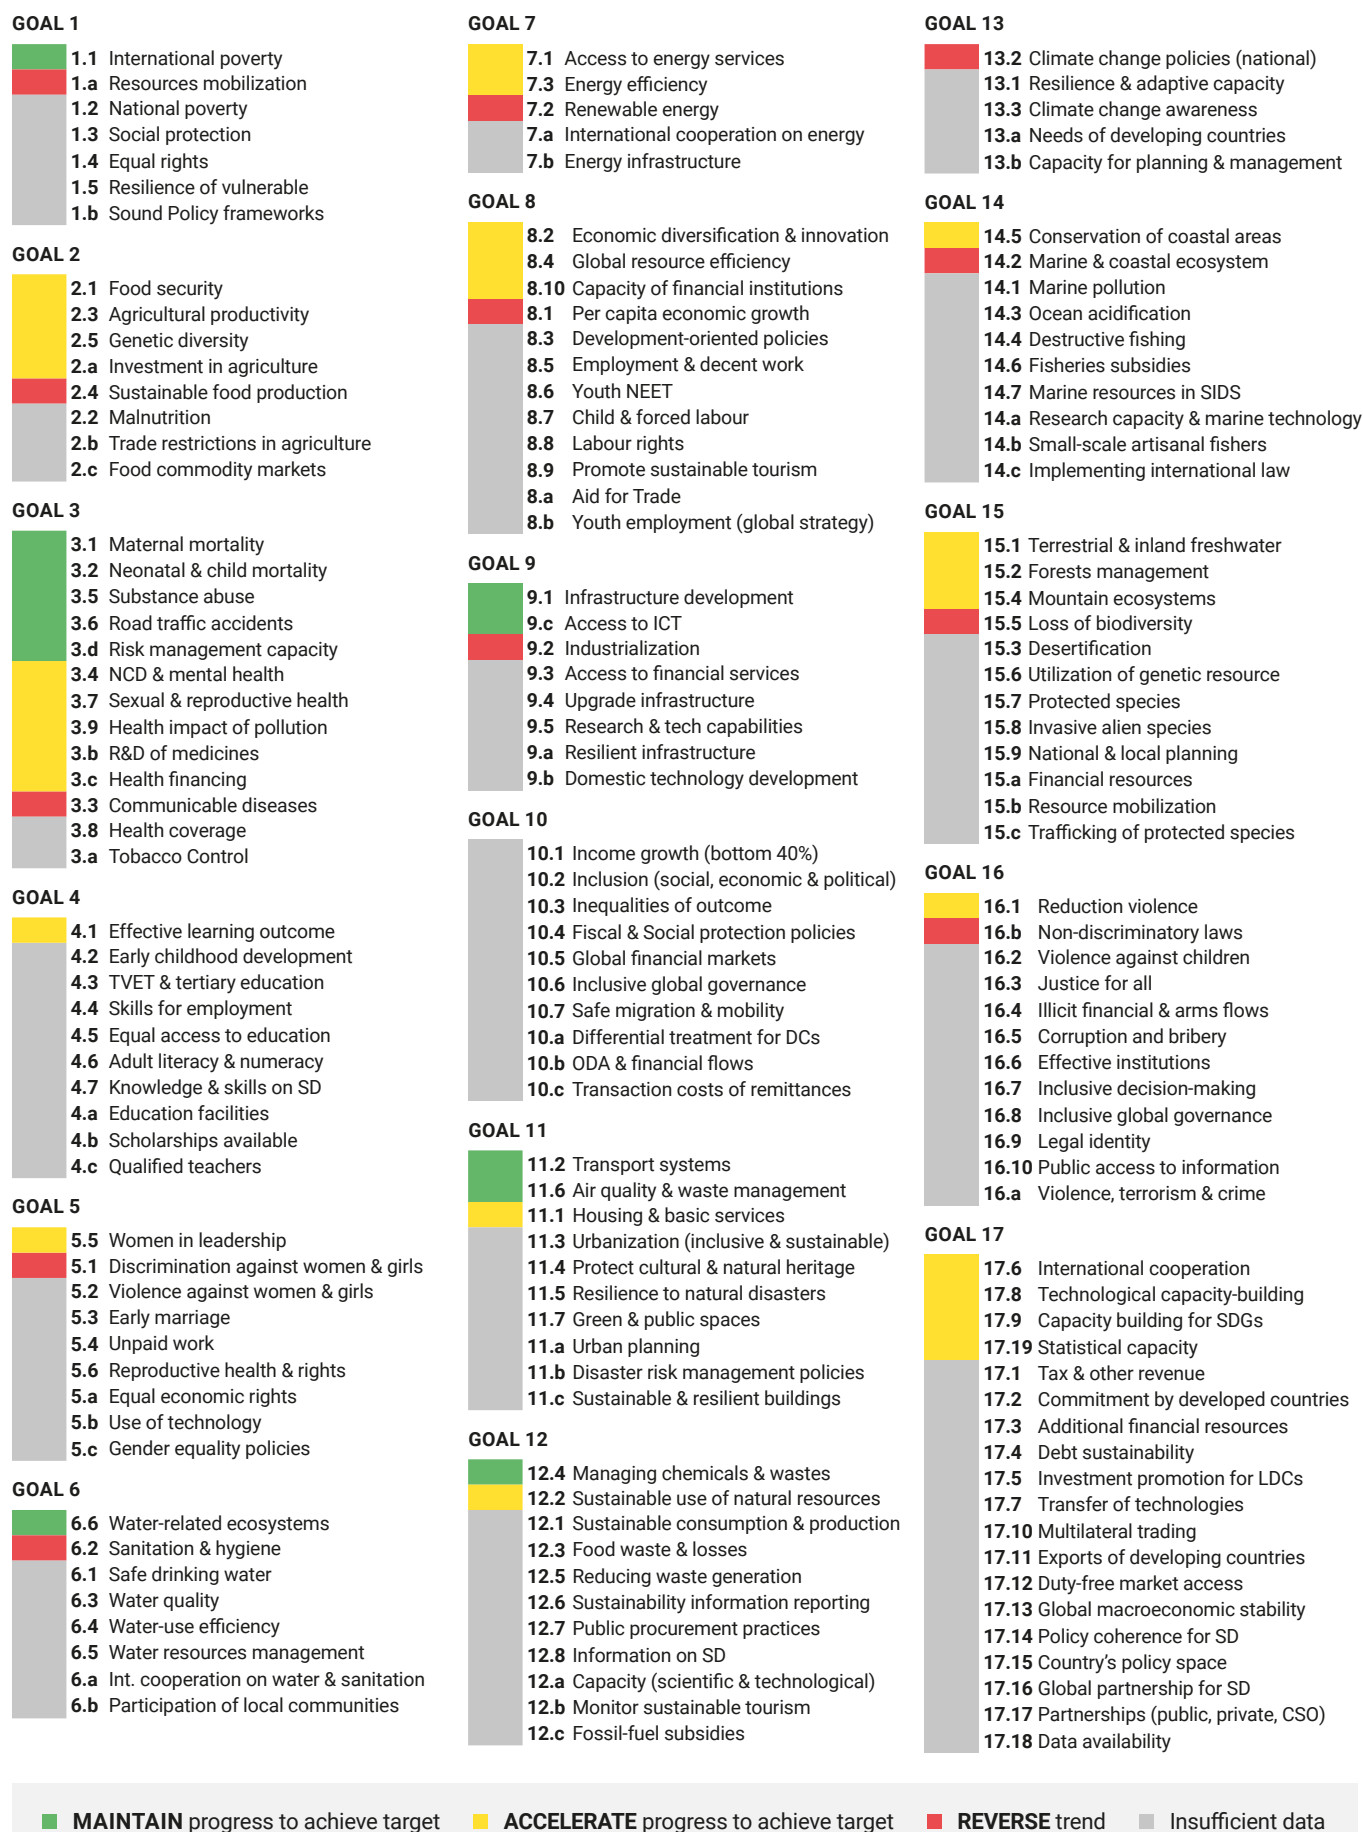 GOAL 1
1.1 International poverty
1.a Resources mobilization
1.2 National poverty
1.3 Social protection
1.4 Equal rights
1.5 Resilience of vulnerable
1.b Sound Policy frameworks
GOAL 2
2.1 Food security
2.3 Agricultural productivity
2.5 Genetic diversity
2.a Investment in agriculture
2.4 Sustainable food production
2.2 Malnutrition
2.b Trade restrictions in agriculture
2.c Food commodity markets
GOAL 3
3.1 Maternal mortality
3.2 Neonatal & child mortality
3.5 Substance abuse
3.6 Road traffic accidents
3.d Risk management capacity
3.4 NCD & mental health
3.7 Sexual & reproductive health
3.9 Health impact of pollution
3.b R&D of medicines
3.c Health financing
3.3 Communicable diseases
3.8 Health coverage
3.a Tobacco Control
GOAL 4
4.1 Effective learning outcome
4.2 Early childhood development
4.3 TVET & tertiary education
4.4 Skills for employment
4.5 Equal access to education
4.6 Adult literacy & numeracy
4.7 Knowledge & skills on SD
4.a Education facilities
4.b Scholarships available
4.c Qualified teachers
GOAL 5
5.5 Women in leadership
5.1 Discrimination against women & girls
5.2 Violence against women & girls
5.3 Early marriage
5.4 Unpaid work
5.6 Reproductive health & rights
5.a Equal economic rights
5.b Use of technology
5.c Gender equality policies
GOAL 6
6.6 Water-related ecosystems
6.2 Sanitation & hygiene
6.1 Safe drinking water
6.3 Water quality
6.4 Water-use efficiency
6.5 Water resources management
6.a Int. cooperation on water & sanitation
6.b Participation of local communities
GOAL 7
7.1 Access to energy services
7.3 Energy efficiency
7.2 Renewable energy
7.a International cooperation on energy
7.b Energy infrastructure
GOAL 8
8.2 Economic diversification & innovation
8.4 Global resource efficiency
8.10 Capacity of financial institutions
8.1 Per capita economic growth
8.3 Development-oriented policies
8.5 Employment & decent work
8.6 Youth NEET
8.7 Child & forced labour
8.8 Labour rights
8.9 Promote sustainable tourism
8.a Aid for Trade
8.b Youth employment (global strategy)
GOAL 9
9.1 Infrastructure development
9.c Access to ICT
9.2 Industrialization
9.3 Access to financial services
9.4 Upgrade infrastructure
9.5 Research & tech capabilities
9.a Resilient infrastructure
9.b Domestic technology development
GOAL 10
10.1 Income growth (bottom 40%)
10.2 Inclusion (social, economic & political)
10.3 Inequalities of outcome
10.4 Fiscal & Social protection policies
10.5 Global financial markets
10.6 Inclusive global governance
10.7 Safe migration & mobility
10.a Differential treatment for DCs
10.b ODA & financial flows
10.c Transaction costs of remittances
GOAL 11
11.2 Transport systems
11.6 Air quality & waste management
11.1 Housing & basic services
11.3 Urbanization (inclusive & sustainable)
11.4 Protect cultural & natural heritage
11.5 Resilience to natural disasters
11.7 Green & public spaces
11.a Urban planning
11.b Disaster risk management policies
11.c Sustainable & resilient buildings
GOAL 12
12.4 Managing chemicals & wastes
12.2 Sustainable use of natural resources
12.1 Sustainable consumption & production
12.3 Food waste & losses
12.5 Reducing waste generation
12.6 Sustainability information reporting
12.7 Public procurement practices
12.8 Information on SD
12.a Capacity (scientific & technological)
12.b Monitor sustainable tourism
12.c Fossil-fuel subsidies
GOAL 13
13.2 Climate change policies (national)
13.1 Resilience & adaptive capacity
13.3 Climate change awareness
13.a Needs of developing countries
13.b Capacity for planning & management
GOAL 14
14.5 Conservation of coastal areas
14.2 Marine & coastal ecosystem
14.1 Marine pollution
14.3 Ocean acidification
14.4 Destructive fishing
14.6 Fisheries subsidies
14.7 Marine resources in SIDS
14.a Research capacity & marine technology
14.b Small-scale artisanal fishers
14.c Implementing international law
GOAL 15
15.1 Terrestrial & inland freshwater
15.2 Forests management
15.4 Mountain ecosystems
15.5 Loss of biodiversity
15.3 Desertification
15.6 Utilization of genetic resource
15.7 Protected species
15.8 Invasive alien species
15.9 National & local planning
15.a Financial resources
15.b Resource mobilization
15.c Trafficking of protected species
GOAL 16
16.1 Reduction violence
16.b Non-discriminatory laws
16.2 Violence against children
16.3 Justice for all
16.4 Illicit financial & arms flows
16.5 Corruption and bribery
16.6 Effective institutions
16.7 Inclusive decision-making
16.8 Inclusive global governance
16.9 Legal identity
16.10 Public access to information
16.a Violence, terrorism & crime
GOAL 17
17.6 International cooperation
17.8 Technological capacity-building
17.9 Capacity building for SDGs
17.19 Statistical capacity
17.1 Tax & other revenue
17.2 Commitment by developed countries
17.3 Additional financial resources
17.4 Debt sustainability
17.5 Investment promotion for LDCs
17.7 Transfer of technologies
17.10 Multilateral trading
17.11 Exports of developing countries
17.12 Duty-free market access
17.13 Global macroeconomic stability
17.14 Policy coherence for SD
17.15 Country's policy space
17.16 Global partnership for SD
17.17 Partnerships (public, private, CSO)
17.18 Data availability
MAINTAIN progress to achieve target ACCELERATE progress to achieve target REVERSE trend Insufficient data